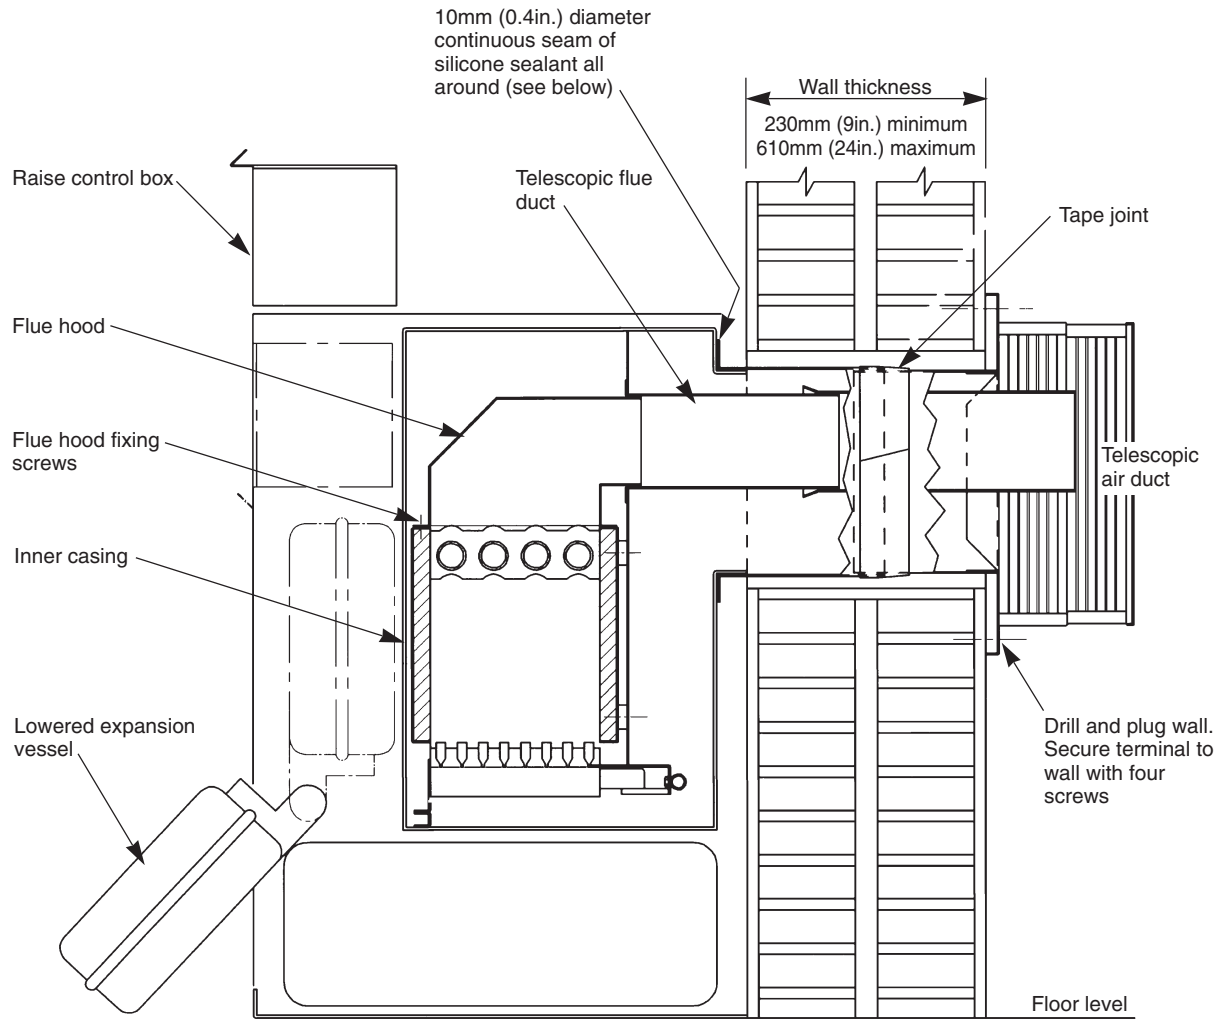 10mm (0.4in.) diameter
continuous seam of
silicone sealant all
around (see below)
Wall thickness
230mm (9in.) minimum
610mm (24in.) maximum
Raise control box
Telescopic flue
duct
Tape joint
Flue hood
Flue hood fixing
screws
Telescopic
air duct
Inner casing
Lowered expansion
vessel
Drill and plug wall.
Secure terminal to
wall with four
screws
Floor level